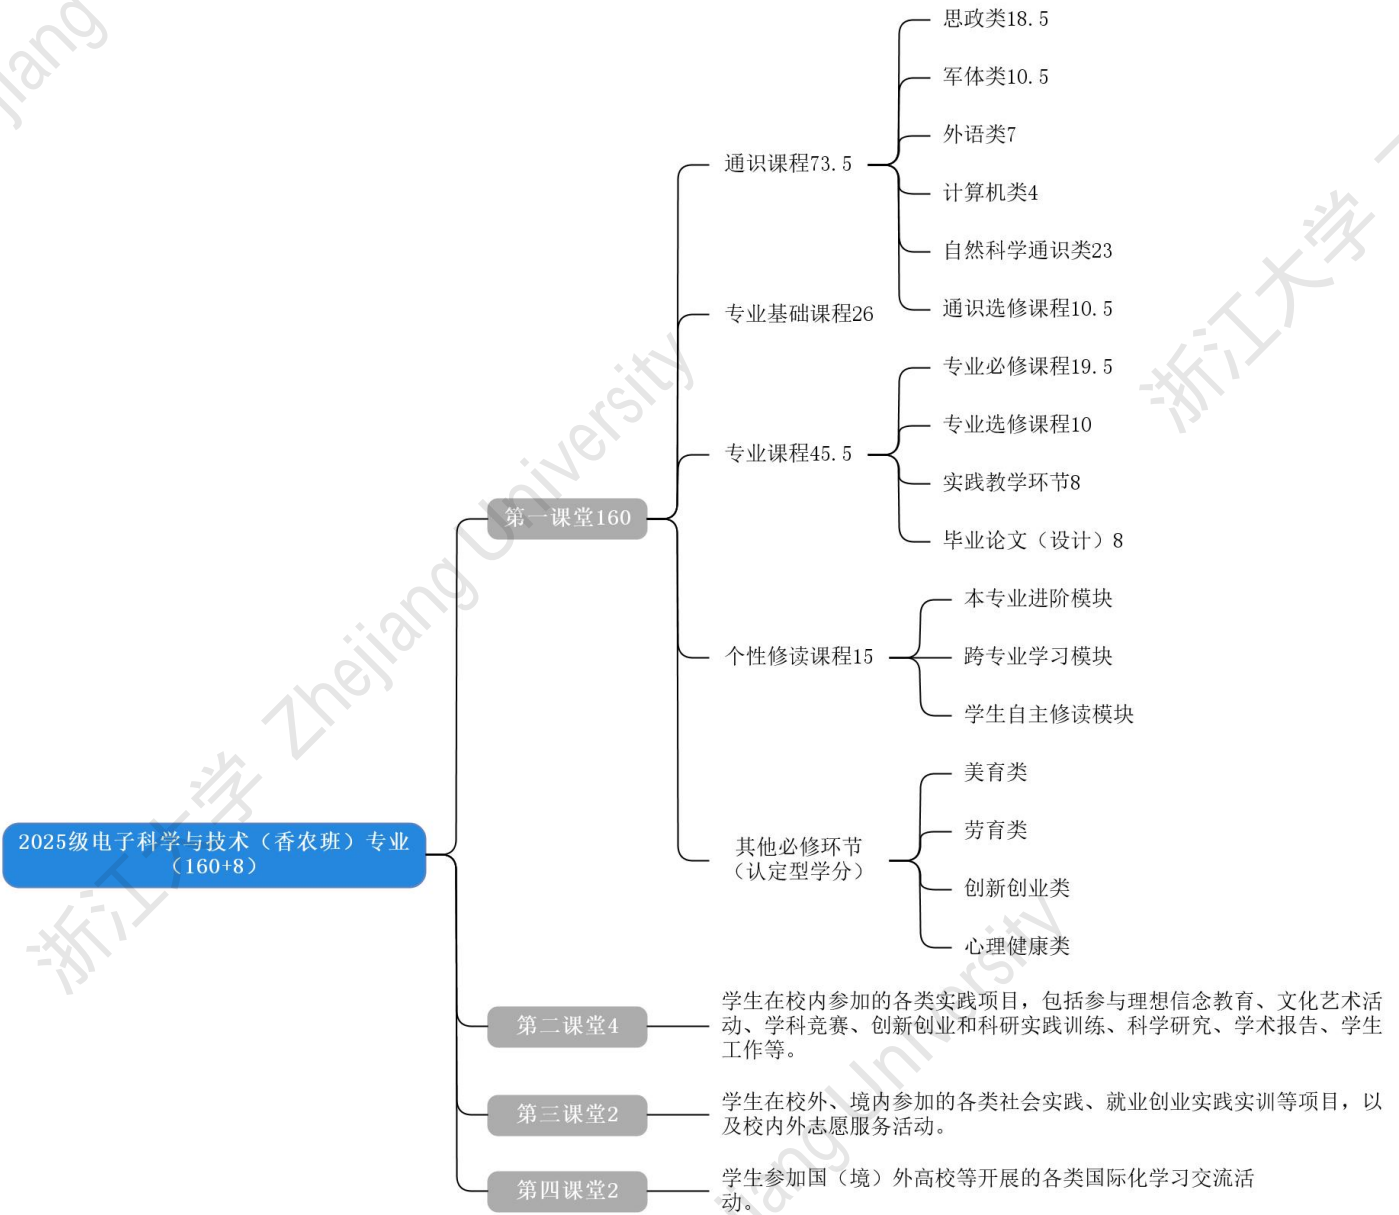 2025级电子科学与技术（香农班）专业
（160+8）
第一课堂160
通识课程73.5
思政类18.5
军体类10.5
外语类7
计算机类4
自然科学通识类23
通识选修课程10.5
专业基础课程26
专业课程45.5
专业必修课程19.5
专业选修课程10
实践教学环节8
毕业论文（设计）8
个性修读课程15
本专业进阶模块
跨专业学习模块
学生自主修读模块
其他必修环节
（认定型学分）
美育类
劳育类
创新创业类
心理健康类
第二课堂4
学生在校内参加的各类实践项目，包括参与理想信念教育、文化艺术活
动、学科竞赛、创新创业和科研实践训练、科学研究、学术报告、学生
工作等。
第三课堂2
学生在校外、境内参加的各类社会实践、就业创业实践实训等项目，以
及校内外志愿服务活动。
第四课堂2
学生参加国（境）外高校等开展的各类国际化学习交流活
动。
浙江大学 Zhejiang University
浙江大学
jiang
jiang University